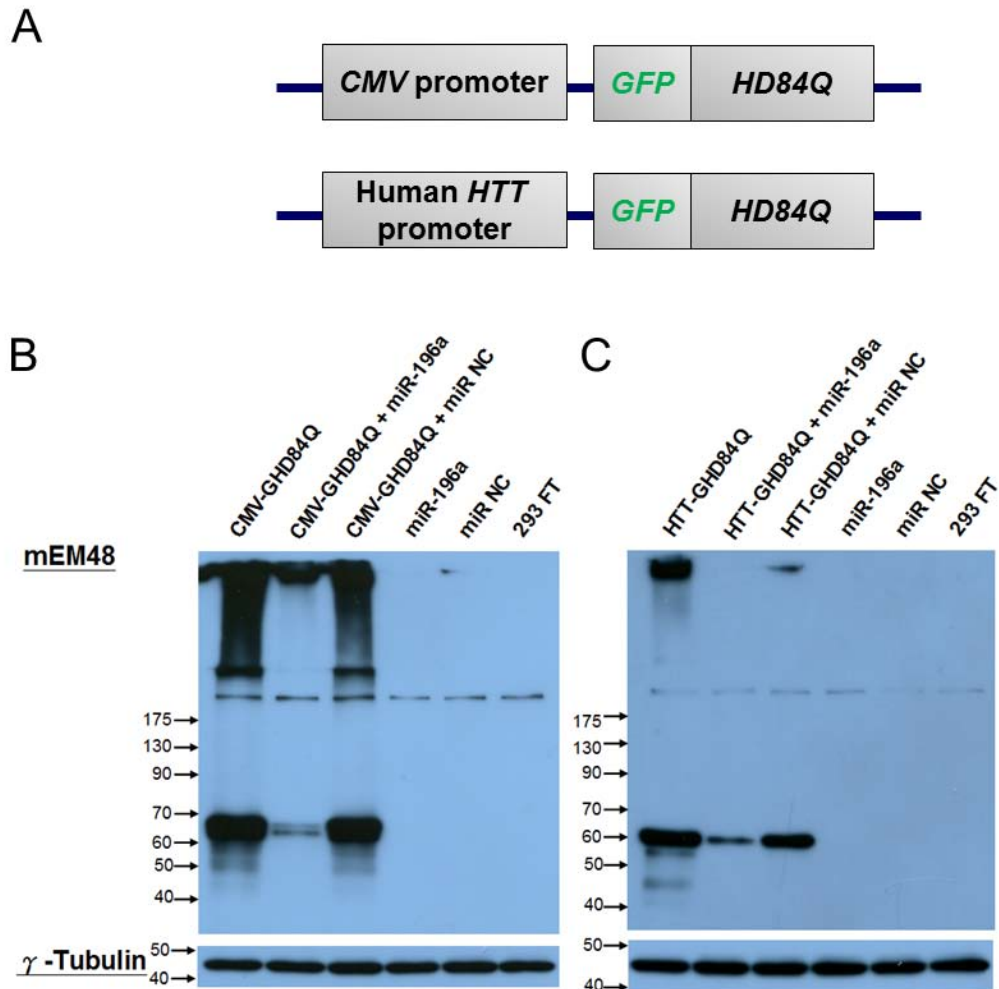 A
CMV promoter
GFP
HD84Q
Human HTT
promoter
GFP
HD84Q
B
CMV-GHD84Q
CMV-GHD84Q + miR-196a
CMV-GHD84Q + miR NC
miR-196a
miR NC
293 FT
C
HTT-GHD84Q
HTT-GHD84Q + miR-196a
HTT-GHD84Q + miR NC
miR-196a
miR NC
293 FT
mEM48
175
130
90
70
60
50
40
175
130
90
70
60
50
40
γ-Tubulin
50
40
50
40